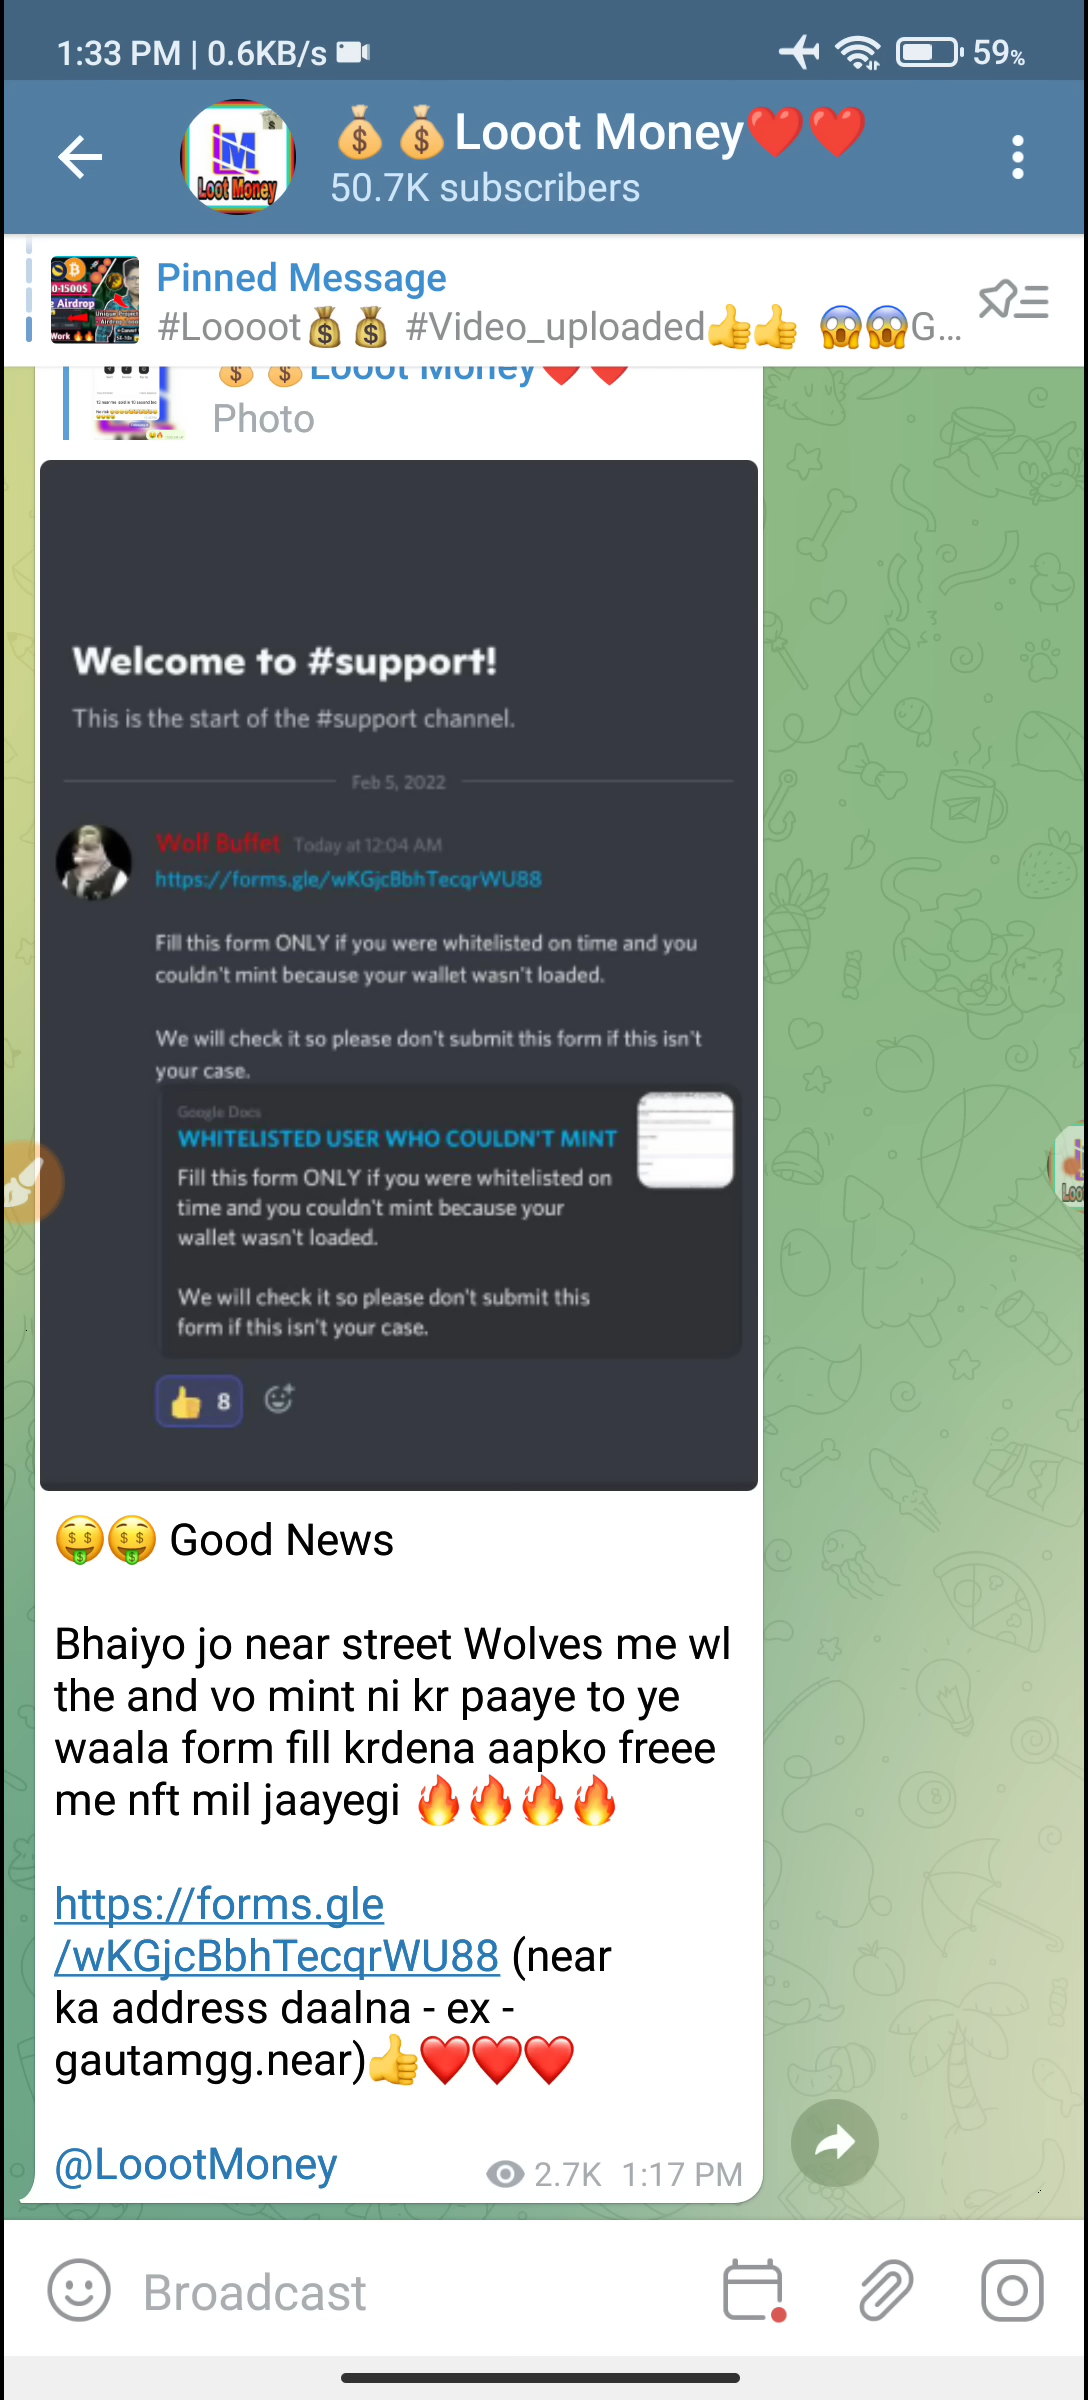 1:33 PM | 0.6KB/s
59%
💰💰Looot Money❤️❤️
50.7K subscribers
Loot Money
Pinned Message
#Loooot💰💰 #Video_uploaded👍👍 😱😱G...
0-1500$
Airdrop
Work
💰💰Looot Money❤️❤️
Photo
Welcome to #support!
This is the start of the #support channel.
Feb 5, 2022
Wolf Buffet Today at 12:04 AM
https://forms.gle/wKGjcBbhTecqrWU88
Fill this form ONLY if you were whitelisted on time and you
couldn't mint because your wallet wasn't loaded.
We will check it so please don't submit this form if this isn't
your case.
Google Docs
WHITELISTED USER WHO COULDN'T MINT
Fill this form ONLY if you were whitelisted on
time and you couldn't mint because your
wallet wasn't loaded.
We will check it so please don't submit this
form if this isn't your case.
👍 8
🤑🤑 Good News
Bhaiyo jo near street Wolves me wl
the and vo mint ni kr paaye to ye
waala form fill krdena aapko freee
me nft mil jaayegi 🔥🔥🔥🔥
https://forms.gle
/wKGjcBbhTecqrWU88 (near
ka address daalna - ex -
gautamgg.near)👍❤️❤️❤️
@LoootMoney 2.7K 1:17 PM
Broadcast